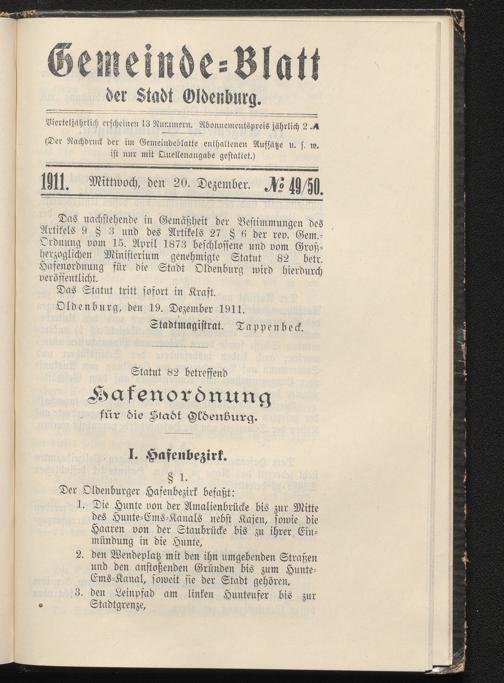 Gemeinde=Blatt
der Stadt Oldenburg.
Vierteljährlich erscheinen 13 Nummern. Abonnementspreis jährlich 2 ℳ
(Der Nachdruck der im Gemeindeblatte enthaltenen Aufsätze u. s. w.
ist nur mit Quellenangabe gestattet.)
1911. Mittwoch, den 20. Dezember. № 49/50.
Das nachstehende in Gemäßheit der Bestimmungen des
Artikels 9 § 3 und des Artikels 27 § 6 der rev. Gem.=
Ordnung vom 15. April 1873 beschlossene und vom Groß=
herzoglichen Ministerium genehmigte Statut 82 betr.
Hafenordnung für die Stadt Oldenburg wird hierdurch
veröffentlicht.
Das Statut tritt sofort in Kraft.
Oldenburg, den 19. Dezember 1911.
Stadtmagistrat. Tappenbeck.
Statut 82 betreffend
Hafenordnung
für die Stadt Oldenburg.
I. Hafenbezirk.
§ 1.
Der Oldenburger Hafenbezirk befaßt:
1. Die Hunte von der Amalienbrücke bis zur Mitte
des Hunte=Ems=Kanals nebst Kajen, sowie die
Haaren von der Staubrücke bis zu ihrer Ein=
mündung in die Hunte,
2. den Wendeplatz mit den ihn umgebenden Straßen
und den anstoßenden Gründen bis zum Hunte=
Ems=Kanal, soweit sie der Stadt gehören,
3. den Leinpfad am linken Hunteufer bis zur
Stadtgrenze,